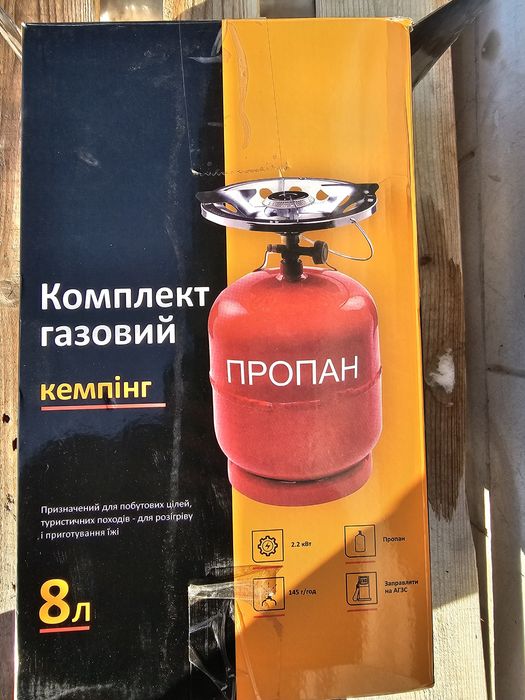 Комплект
газовий
кемпінг
ПРОПАН
Призначений для побутових цілей,
туристичних походів - для розігріву
і приготування їжі
8л
2.2 кВт
Пропан
145 г/год
Заправляти
на АГЗС